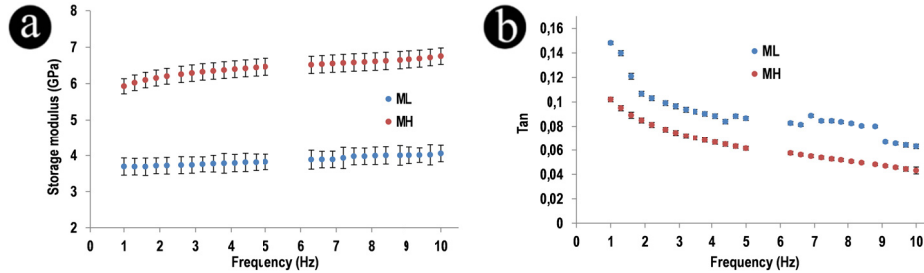 a
8
7
6
5
4
3
2
Storage modulus (GPa)
ML
MH
0 1 2 3 4 5 6 7 8 9 10
Frequency (Hz)
b
0,16
0,14
0,12
0,1
0,08
0,06
0,04
0,02
0
Tan
ML
MH
0 1 2 3 4 5 6 7 8 9 10
Frequency (Hz)